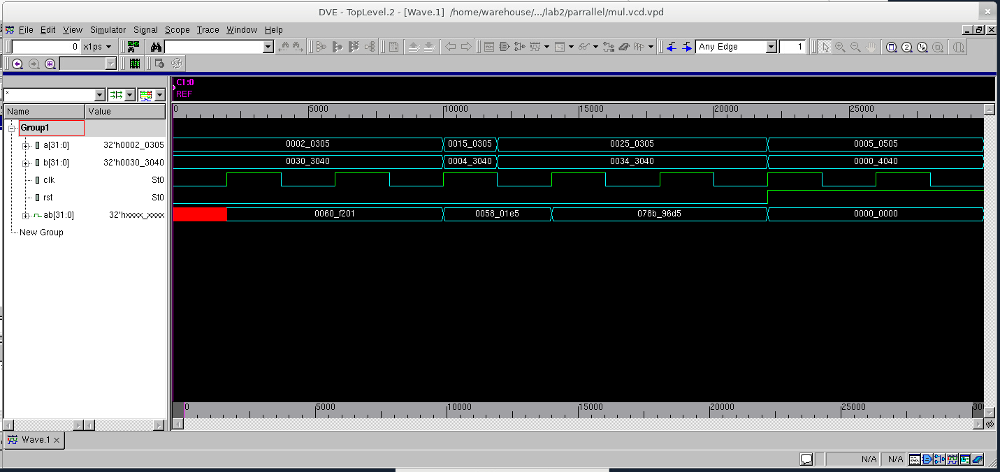 DVE - TopLevel.2 - [Wave.1] /home/warehouse/.../lab2/parrallel/mul.vcd.vpd
File Edit View Simulator Signal Scope Trace Window Help
0 x1ps Any Edge 1
C1:0
REF
*
Name Value
0 5000 10000 15000 20000 25000
Group1
a[31:0] 32'h0002_0305 0002_0305 0015_0305 0025_0305 0005_0505
b[31:0] 32'h0030_3040 0030_3040 0004_3040 0034_3040 0000_4040
clk St0
rst St0
ab[31:0] 32'hxxxx_xxxx 0060_f201 0058_01e5 078b_96d5 0000_0000
New Group
0 5000 10000 15000 20000 25000 30
Wave.1
N/A N/A